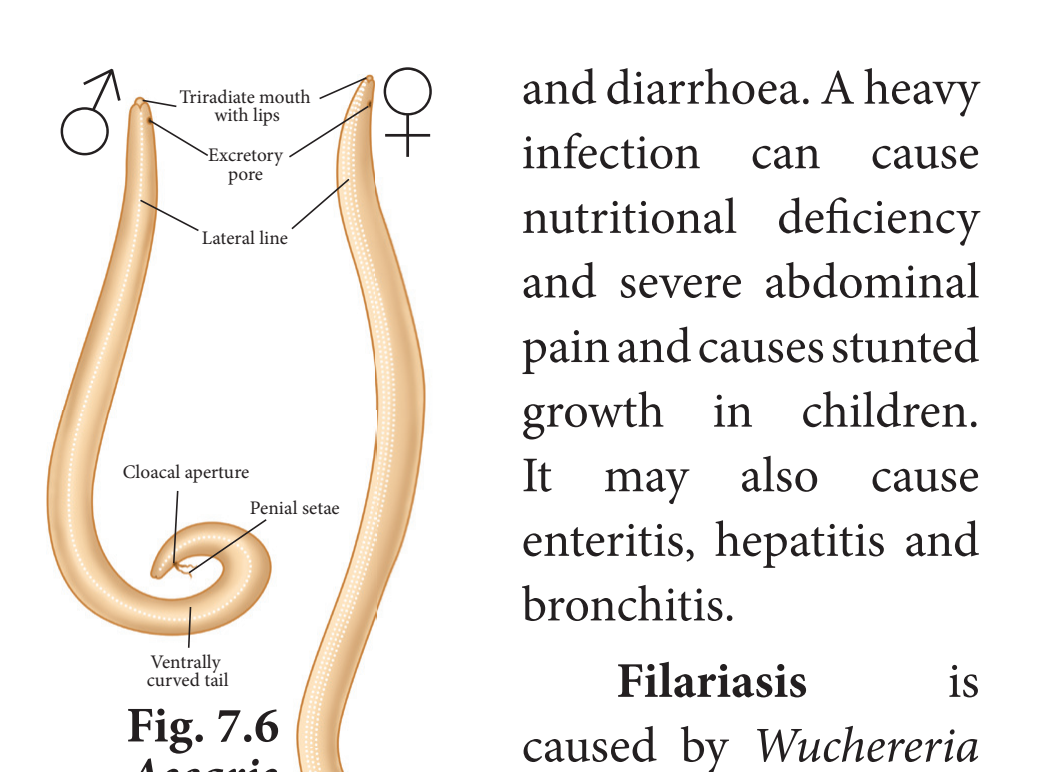 Triradiate mouth
with lips
Excretory
pore
Lateral line
Cloacal aperture
Penial setae
Ventrally
curved tail
Fig. 7.6
Ascaris
and diarrhoea. A heavy
infection can cause
nutritional deficiency
and severe abdominal
pain and causes stunted
growth in children.
It may also cause
enteritis, hepatitis and
bronchitis.
Filariasis is
caused by Wuchereria